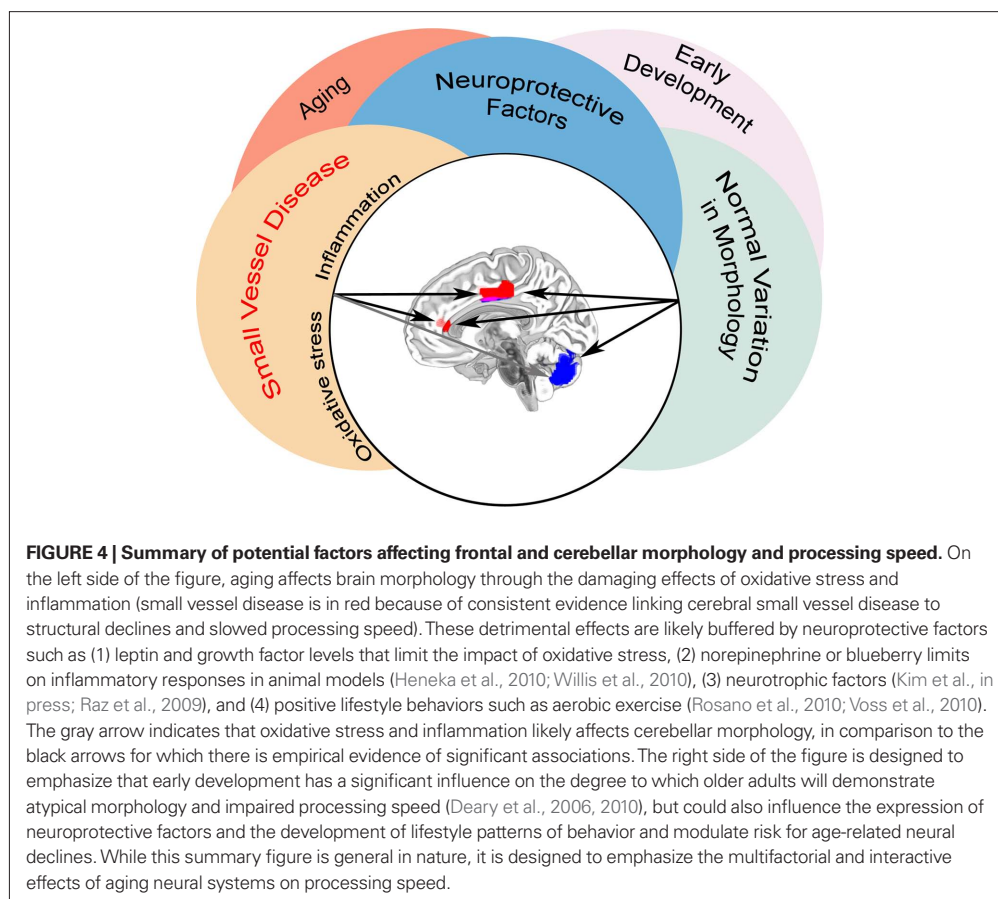 Aging
Neuroprotective
Factors
Early
Development
Small Vessel Disease
Inflammation
Oxidative stress
Normal Variation
in Morphology
FIGURE 4 | Summary of potential factors affecting frontal and cerebellar morphology and processing speed. On
the left side of the figure, aging affects brain morphology through the damaging effects of oxidative stress and
inflammation (small vessel disease is in red because of consistent evidence linking cerebral small vessel disease to
structural declines and slowed processing speed). These detrimental effects are likely buffered by neuroprotective factors
such as (1) leptin and growth factor levels that limit the impact of oxidative stress, (2) norepinephrine or blueberry limits
on inflammatory responses in animal models (Heneka et al., 2010; Willis et al., 2010), (3) neurotrophic factors (Kim et al., in
press; Raz et al., 2009), and (4) positive lifestyle behaviors such as aerobic exercise (Rosano et al., 2010; Voss et al., 2010).
The gray arrow indicates that oxidative stress and inflammation likely affects cerebellar morphology, in comparison to the
black arrows for which there is empirical evidence of significant associations. The right side of the figure is designed to
emphasize that early development has a significant influence on the degree to which older adults will demonstrate
atypical morphology and impaired processing speed (Deary et al., 2006, 2010), but could also influence the expression of
neuroprotective factors and the development of lifestyle patterns of behavior and modulate risk for age-related neural
declines. While this summary figure is general in nature, it is designed to emphasize the multifactorial and interactive
effects of aging neural systems on processing speed.